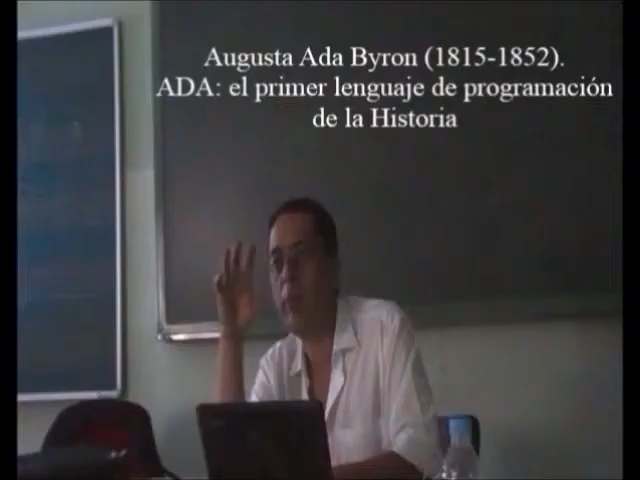 Augusta Ada Byron (1815-1852).
ADA: el primer lenguaje de programación
de la Historia